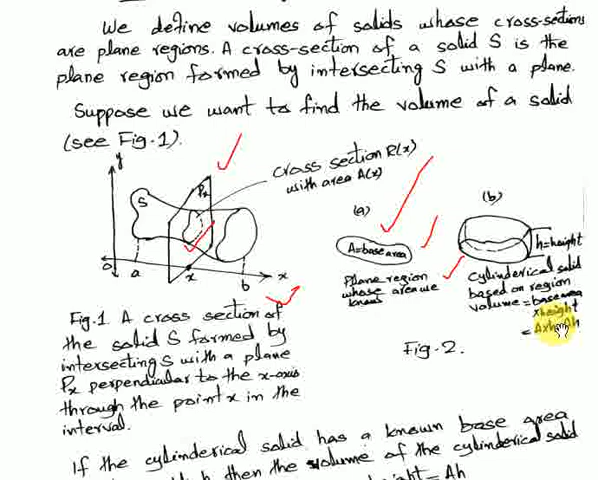 We define volumes of solids whose cross-sections
are plane regions. A cross-section of a solid S is the
plane region formed by intersecting S with a plane.
Suppose we want to find the volume of a solid
(see Fig.1).
y
S
Px
cross section R(x)
with area A(x)
o
a
x
b
x
Fig.1 A cross section of
the solid S formed by
intersecting S with a plane
Px perpendicular to the x-axis
through the point x in the
interval.
(a)
A=base area
Plane region
whose area we
know
(b)
h=height
Cylinderical solid
based on region
volume = base area
x height
= Axh=Ah
Fig.2.
If the cylinderical solid has a known base area
then the volume of the cylinderical solid
= Ah